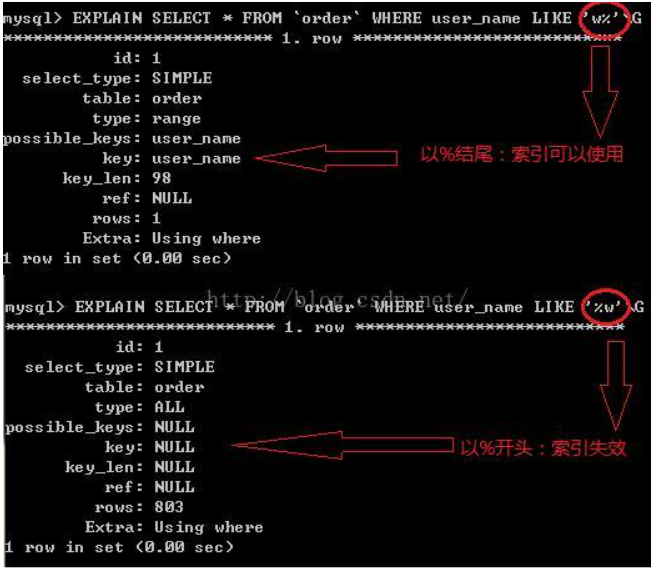 mysql> EXPLAIN SELECT * FROM `order` WHERE user_name LIKE 'w%'\G
*************************** 1. row ***************************
id: 1
select_type: SIMPLE
table: order
type: range
possible_keys: user_name
key: user_name
以%结尾：索引可以使用
key_len: 98
ref: NULL
rows: 1
Extra: Using where
1 row in set (0.00 sec)
http://blog.csdn.net/
mysql> EXPLAIN SELECT * FROM `order` WHERE user_name LIKE '%w'\G
*************************** 1. row ***************************
id: 1
select_type: SIMPLE
table: order
type: ALL
possible_keys: NULL
key: NULL
以%开头：索引失效
key_len: NULL
ref: NULL
rows: 803
Extra: Using where
1 row in set (0.00 sec)